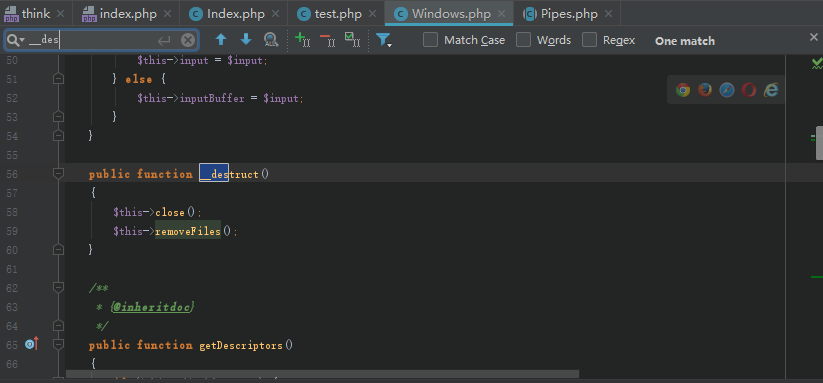 think index.php Index.php test.php Windows.php Pipes.php
__des Match Case Words Regex One match
50 $this->input = $input;
51 } else {
52 $this->inputBuffer = $input;
53 }
54 }
55
56 public function __destruct()
57 {
58 $this->close();
59 $this->removeFiles();
60 }
61
62 /**
63 * {@inheritdoc}
64 */
65 public function getDescriptors()
66 {